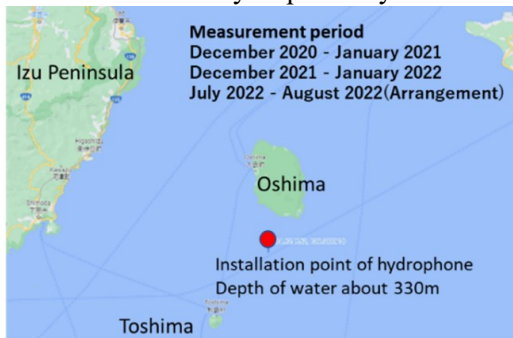 Measurement period
December 2020 - January 2021
December 2021 - January 2022
July 2022 - August 2022(Arrangement)
Izu Peninsula
Oshima
Installation point of hydrophone
Depth of water about 330m
Toshima